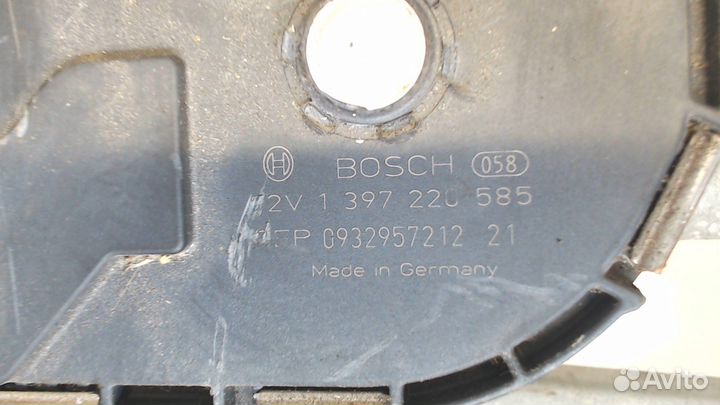 BOSCH 058
2V 1 397 220 585
P 0932957212 21
Made in Germany
Avito